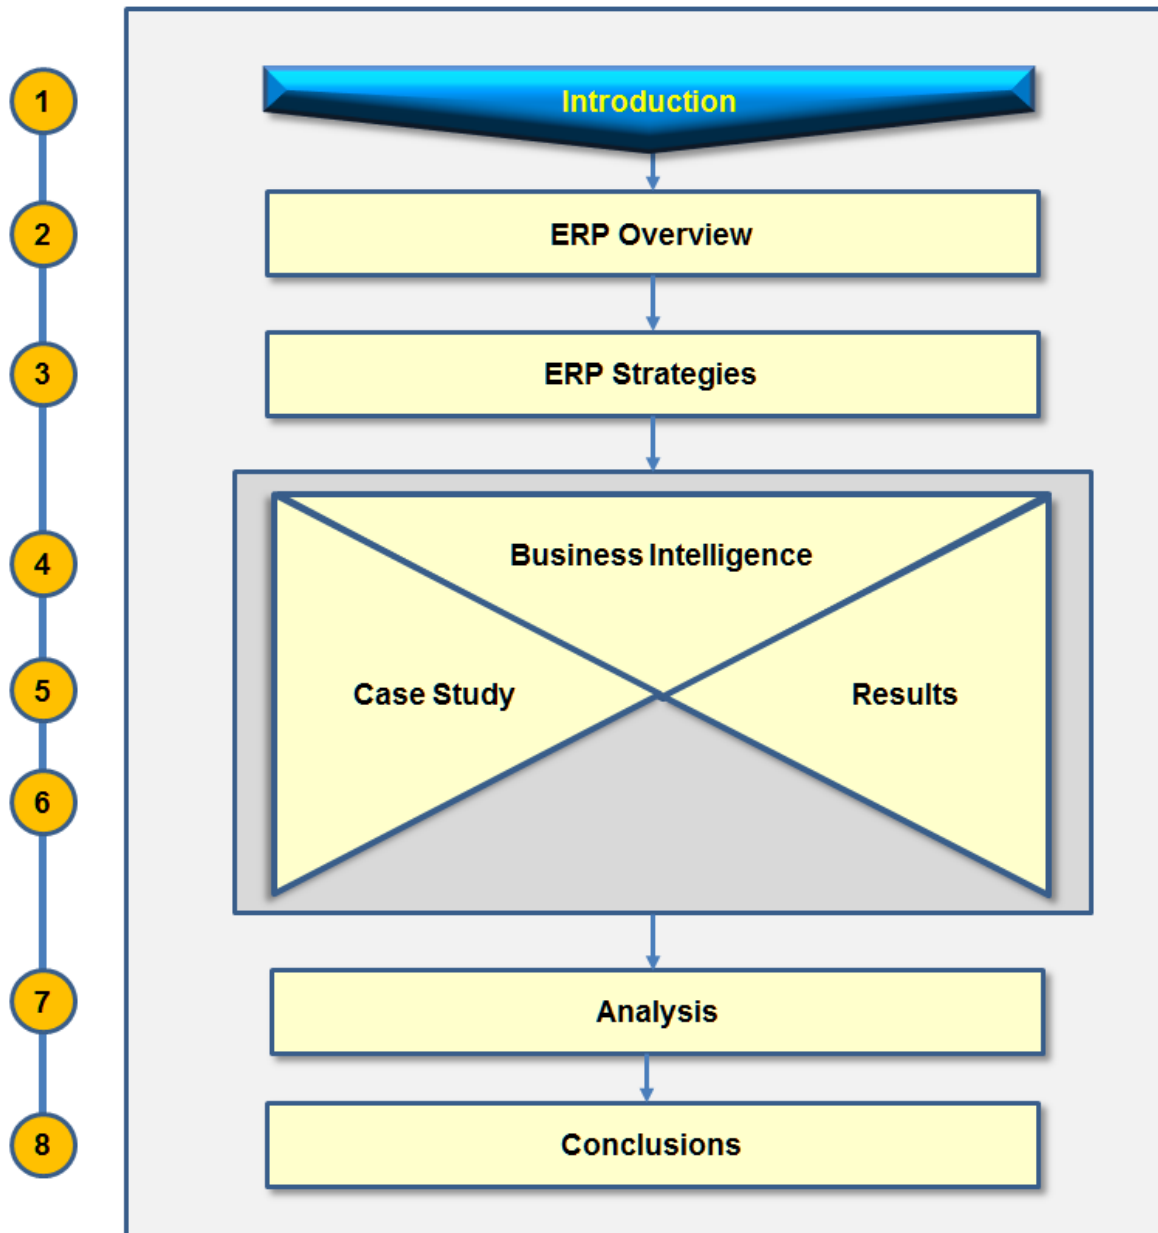 1
Introduction
2
ERP Overview
3
ERP Strategies
4
Business Intelligence
5
Case Study
Results
6
7
Analysis
8
Conclusions